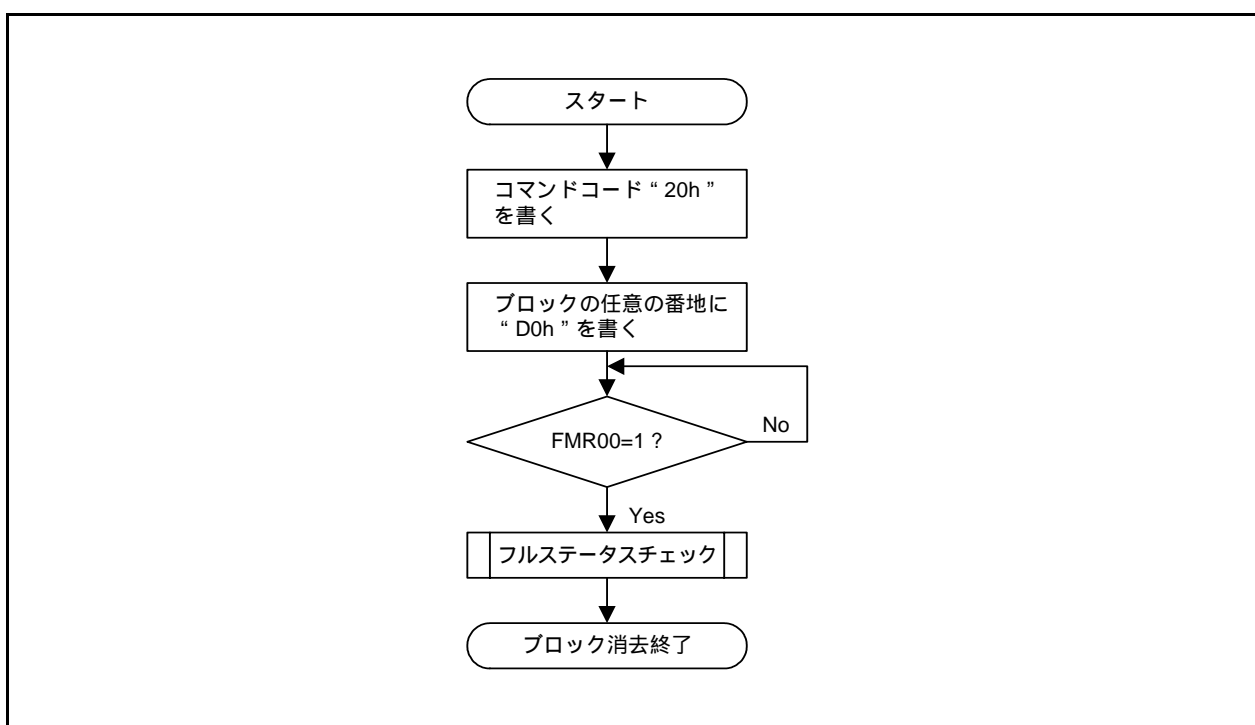 スタート
コマンドコード“20h”
を書く
ブロックの任意の番地に
“D0h”を書く
FMR00=1?
No
Yes
フルステータスチェック
ブロック消去終了